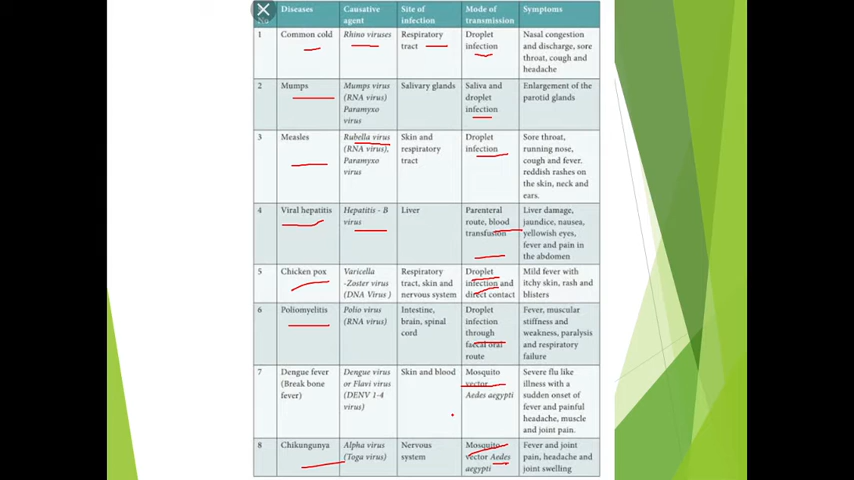 Diseases Causative Site of Mode of Symptoms
No agent infection transmission
1 Common cold Rhino viruses Respiratory Droplet Nasal congestion
tract infection and discharge, sore
throat, cough and
headache
2 Mumps Mumps virus Salivary glands Saliva and Enlargement of the
(RNA virus) droplet parotid glands
Paramyxo infection
virus
3 Measles Rubella virus Skin and Droplet Sore throat,
(RNA virus), respiratory infection running nose,
Paramyxo tract cough and fever.
virus reddish rashes on
the skin, neck and
ears.
4 Viral hepatitis Hepatitis - B Liver Parenteral Liver damage,
virus route, blood jaundice, nausea,
transfusion yellowish eyes,
fever and pain in
the abdomen
5 Chicken pox Varicella Respiratory Droplet Mild fever with
-Zoster virus tract, skin and infection and itchy skin, rash and
(DNA Virus ) nervous system direct contact blisters
6 Poliomyelitis Polio virus Intestine, Droplet Fever, muscular
(RNA virus) brain, spinal infection stiffness and
cord through weakness, paralysis
faecal oral and respiratory
route failure
7 Dengue fever Dengue virus Skin and blood Mosquito Severe flu like
(Break bone or Flavi virus vector illness with a
fever) (DENV 1-4 Aedes aegypti sudden onset of
virus) fever and painful
headache, muscle
and joint pain.
8 Chikungunya Alpha virus Nervous Mosquito Fever and joint
(Toga virus) system vector Aedes pain, headache and
aegypti joint swelling